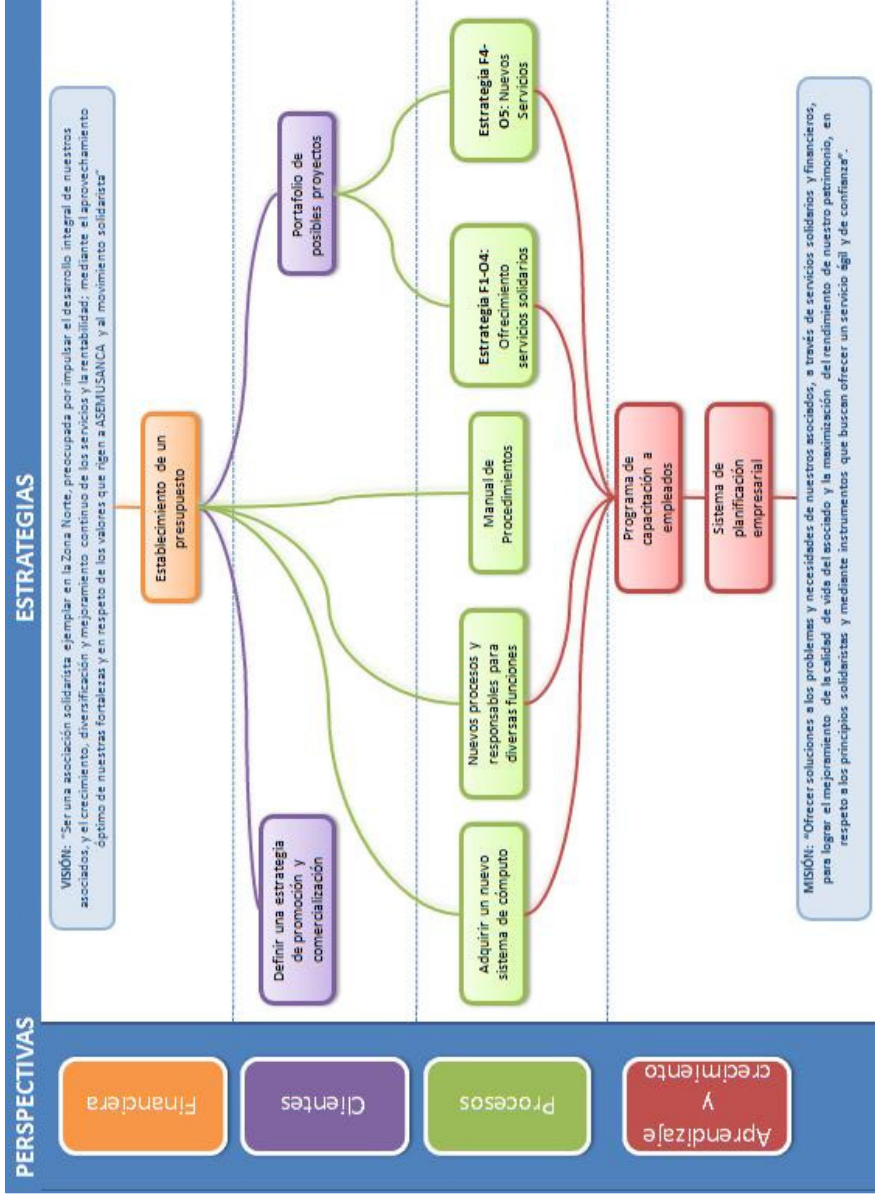 PERSPECTIVAS
ESTRATEGIAS
Financiera
VISIÓN: "Ser una asociación solidarista ejemplar en la Zona Norte, preocupada por impulsar el desarrollo integral de nuestros
asociados, y el crecimiento, diversificación y mejoramiento continuo de los servicios y la rentabilidad; mediante el aprovechamiento
óptimo de nuestras fortalezas y en respeto de los valores que rigen a ASEMUSANCA y al movimiento solidarista"
Establecimiento de un
presupuesto
Clientes
Definir una estrategia
de promoción y
comercialización
Portafolio de
posibles proyectos
Procesos
Adquirir un nuevo
sistema de cómputo
Nuevos procesos y
responsables para
diversas funciones
Manual de
Procedimientos
Estrategia F1-O4:
Ofrecimiento
servicios solidarios
Estrategia F4-
O5: Nuevos
Servicios
Aprendizaje
y
crecimiento
Programa de
capacitación a
empleados
Sistema de
planificación
empresarial
MISIÓN: "Ofrecer soluciones a los problemas y necesidades de nuestros asociados, a través de servicios solidarios y financieros,
para lograr el mejoramiento de la calidad de vida del asociado y la maximización del rendimiento de nuestro patrimonio, en
respeto a los principios solidaristas y mediante instrumentos que buscan ofrecer un servicio ágil y de confianza".